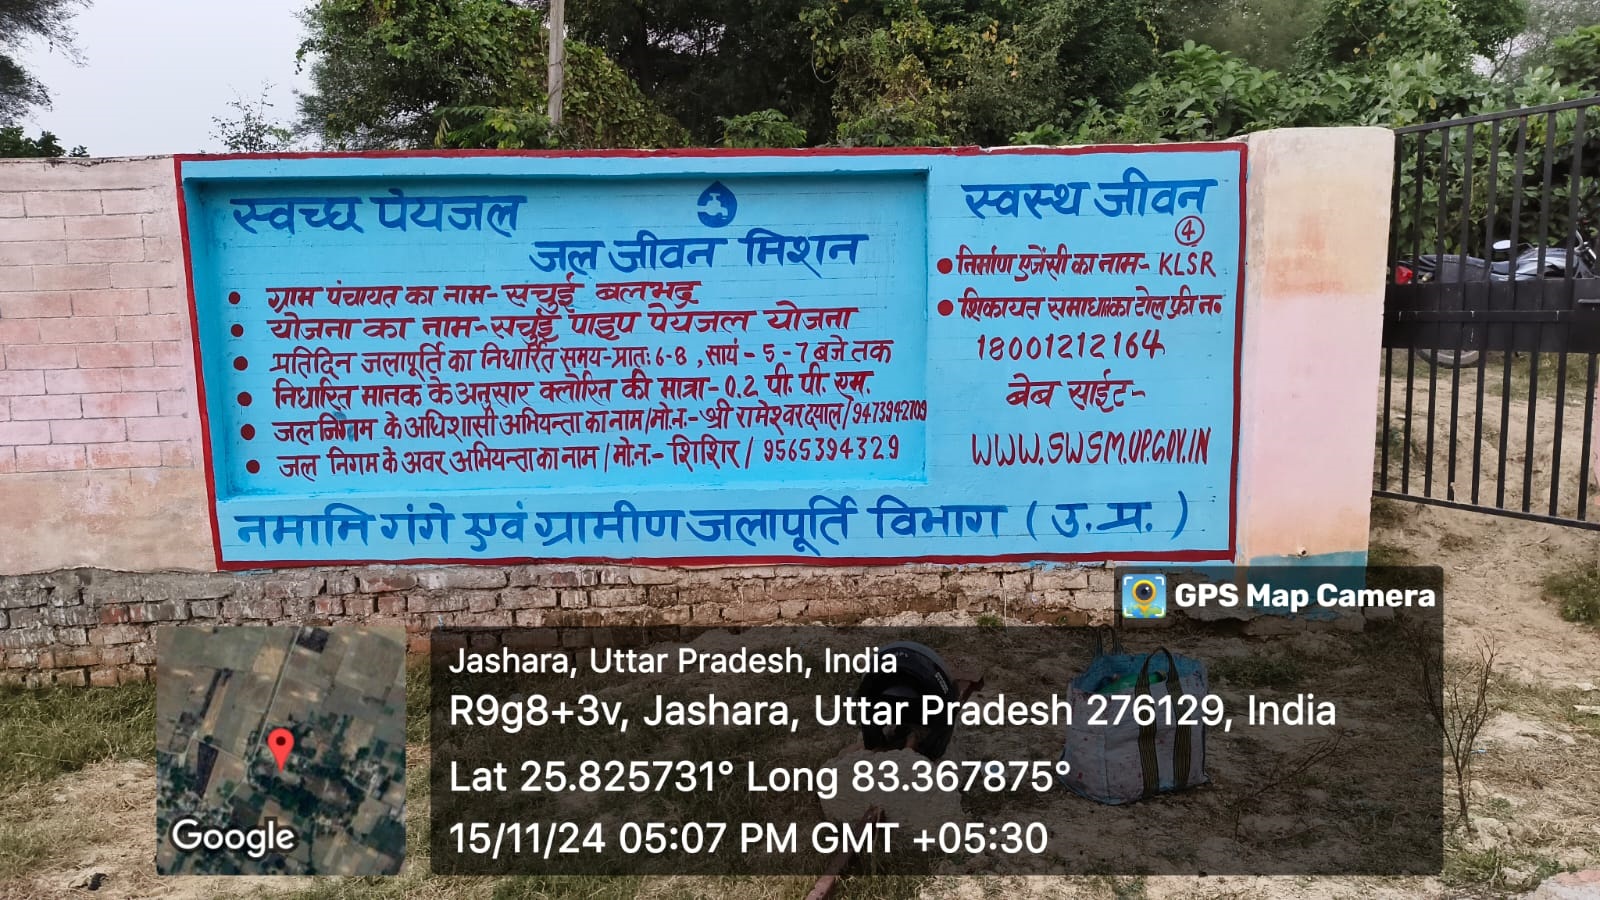 स्वच्छ पेयजल
जल जीवन मिशन
• ग्राम पंचायत का नाम- सचुई बलभद्र
• योजना का नाम-सचुई पाइप पेयजल योजना
• प्रतिदिन जलापूर्ति का निर्धारित समय-प्रातः 6-8, सायं - 5-7 बजे तक
• निर्धारित मानक के अनुसार क्लोरिन की मात्रा- 0.2 पी. पी. एम.
• जल निगम के अधिशासी अभियन्ता का नाम/मो.न.- श्री रामेश्वर दयाल/9473942709
• जल निगम के अवर अभियन्ता का नाम/मो.न.- शिशिर/ 9565394329
स्वस्थ जीवन
4
• निर्माण एजेंसी का नाम- KLSR
• शिकायत समाधान का टोल फ्री न.
18001212164
बेब साईट-
WWW.SWSM.UP.GOV.IN
नमामि गंगे एवं ग्रामीण जलापूर्ति विभाग (उ.प्र.)
GPS Map Camera
Jashara, Uttar Pradesh, India
R9g8+3v, Jashara, Uttar Pradesh 276129, India
Lat 25.825731° Long 83.367875°
15/11/24 05:07 PM GMT +05:30
Google